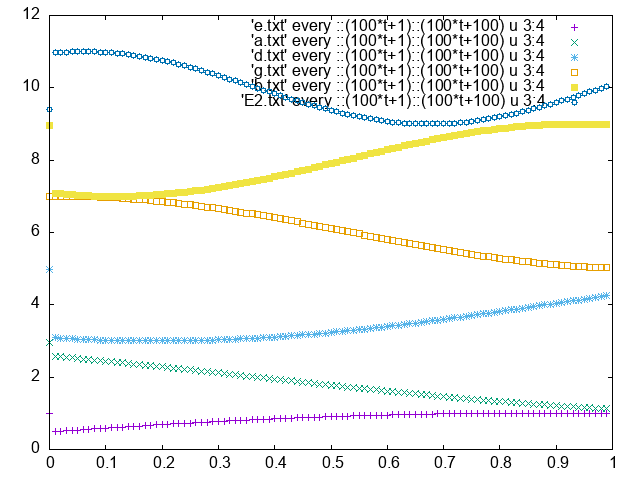 12
10
8
6
4
2
0
'e.txt' every ::(100*t+1)::(100*t+100) u 3:4
'a.txt' every ::(100*t+1)::(100*t+100) u 3:4
'd.txt' every ::(100*t+1)::(100*t+100) u 3:4
'g.txt' every ::(100*t+1)::(100*t+100) u 3:4
'b.txt' every ::(100*t+1)::(100*t+100) u 3:4
'E2.txt' every ::(100*t+1)::(100*t+100) u 3:4
0 0.1 0.2 0.3 0.4 0.5 0.6 0.7 0.8 0.9 1